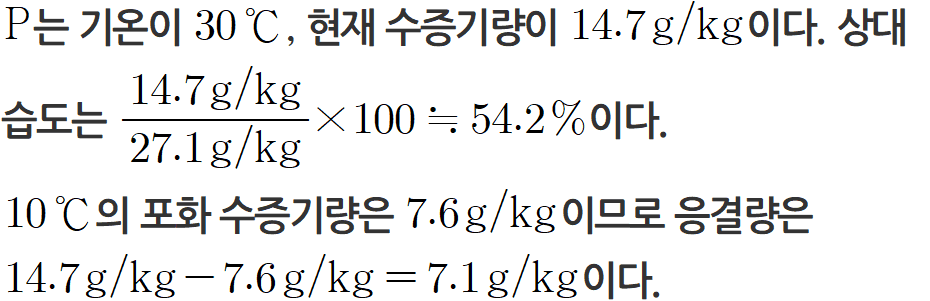 P는 기온이 30 ℃, 현재 수증기량이 14.7 g/kg이다. 상대
습도는 \frac{14.7 g/kg}{27.1 g/kg}×100 ≒ 54.2 %이다.
10 ℃의 포화 수증기량은 7.6 g/kg이므로 응결량은
14.7 g/kg－7.6 g/kg＝7.1 g/kg이다.